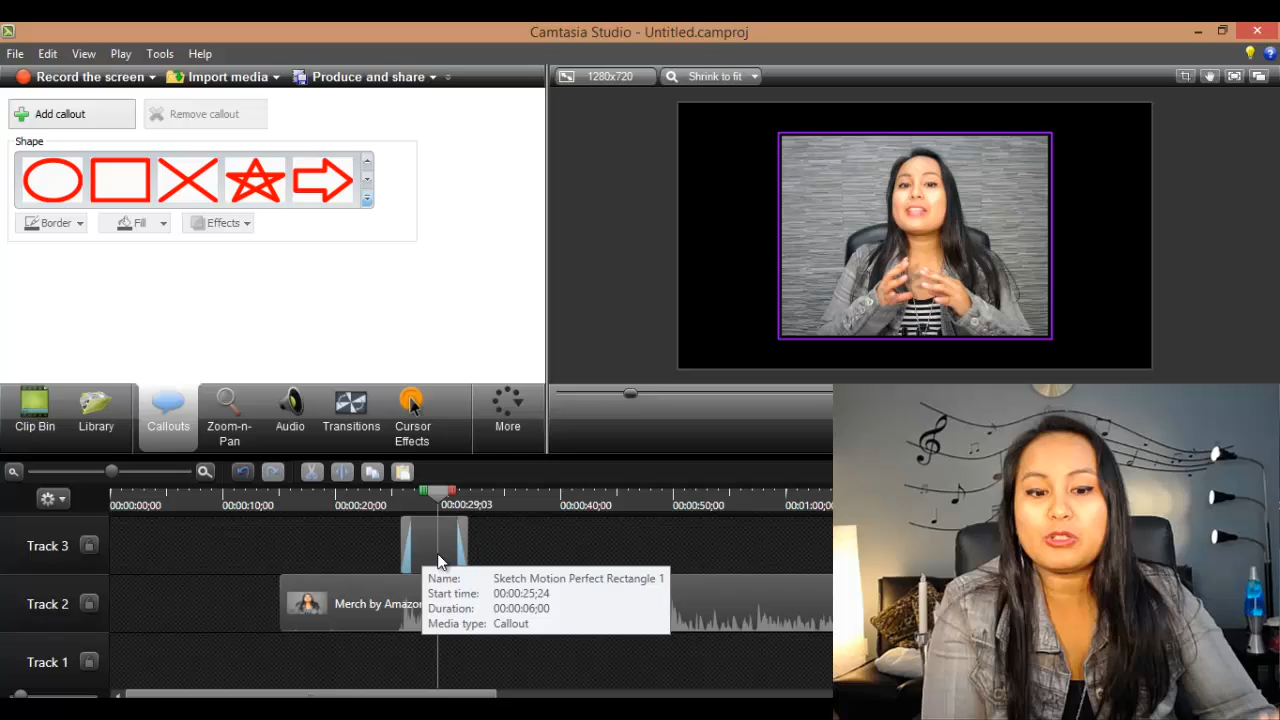 Camtasia Studio - Untitled.camproj
File Edit View Play Tools Help
Record the screen Import media Produce and share
1280x720 Shrink to fit
Add callout Remove callout
Shape
Border Fill Effects
Clip Bin Library Callouts Zoom-n-Pan Audio Transitions Cursor Effects More
00:00:00;00 00:00:10;00 00:00:20;00 00:00:29;03 00:00:40;00 00:00:50;00 00:01:00;
Track 3
Name: Sketch Motion Perfect Rectangle 1
Start time: 00:00:25;24
Duration: 00:00:06;00
Media type: Callout
Track 2 Merch by Amazo
Track 1